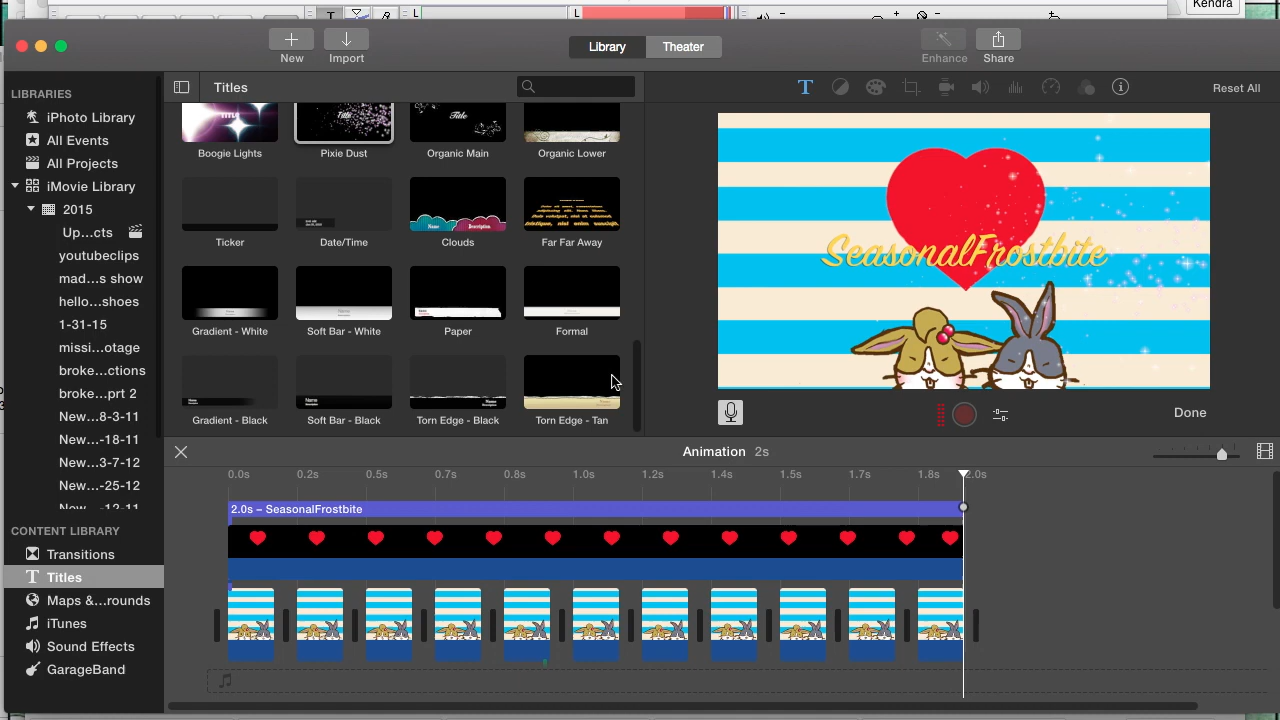 Kendra
L
L
New
Import
Library
Theater
Enhance
Share
LIBRARIES
iPhoto Library
All Events
All Projects
iMovie Library
2015
Up...cts
youtubeclips
mad...s show
hello...shoes
1-31-15
missi...otage
broke...ctions
broke...prt 2
New...8-3-11
New...-18-11
New...3-7-12
New...-25-12
New...-12-11
CONTENT LIBRARY
Transitions
Titles
Maps &...rounds
iTunes
Sound Effects
GarageBand
Titles
Boogie Lights
Pixie Dust
Organic Main
Organic Lower
Ticker
Date/Time
Clouds
Far Far Away
Gradient - White
Soft Bar - White
Paper
Formal
Gradient - Black
Soft Bar - Black
Torn Edge - Black
Torn Edge - Tan
Reset All
SeasonalFrostbite
Done
Animation 2s
0.0s 0.2s 0.5s 0.7s 0.8s 1.0s 1.2s 1.4s 1.5s 1.7s 1.8s 2.0s
2.0s – SeasonalFrostbite